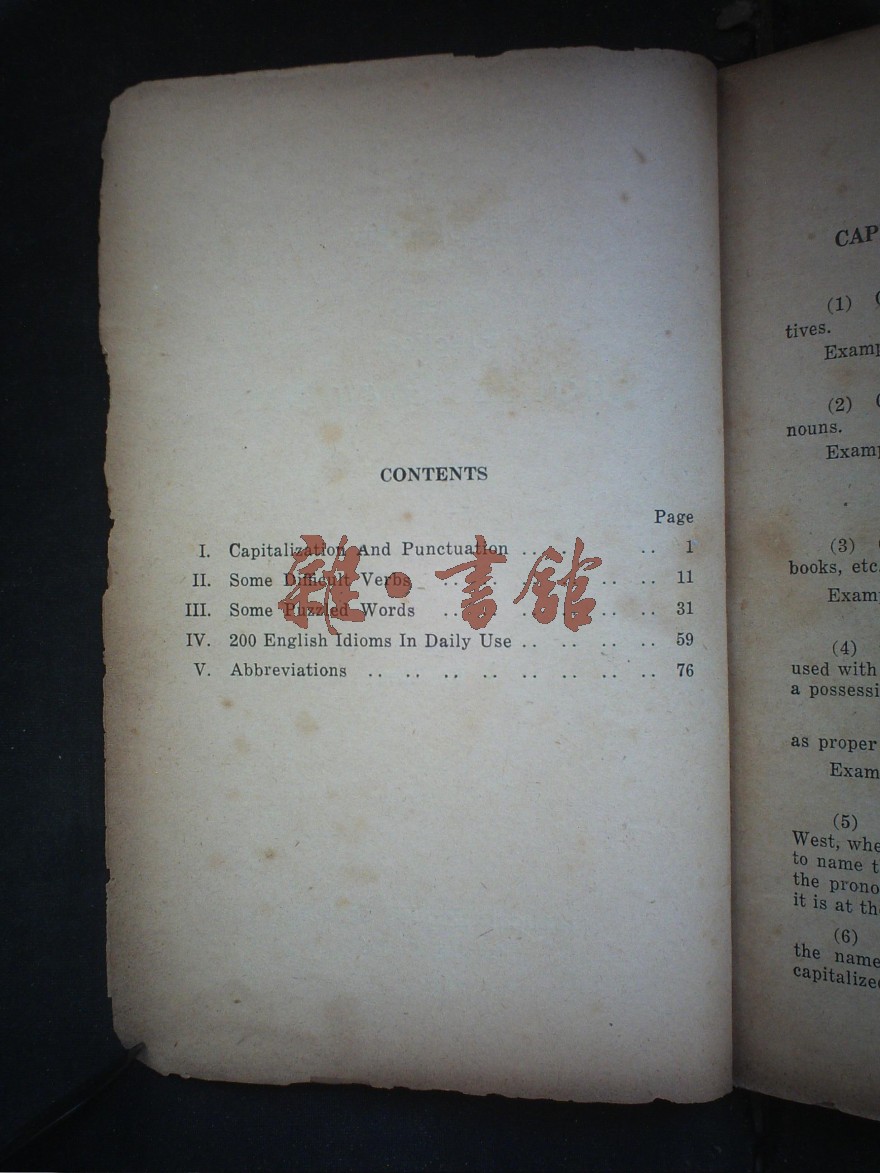 CONTENTS
Page
I. Capitalization And Punctuation .. .. .. .. 1
II. Some Difficult Verbs .. .. .. .. .. .. 11
III. Some Puzzled Words .. .. .. .. .. .. 31
IV. 200 English Idioms In Daily Use .. .. .. .. 59
V. Abbreviations .. .. .. .. .. .. .. .. 76
雜·書館
CAP
(1)
tives.
Examp
(2)
nouns.
Examp
(3)
books, etc.
Examp
(4)
used with
a possessi
as proper
Exam
(5)
West, whe
to name t
the prono
it is at th
(6)
the name
capitalized